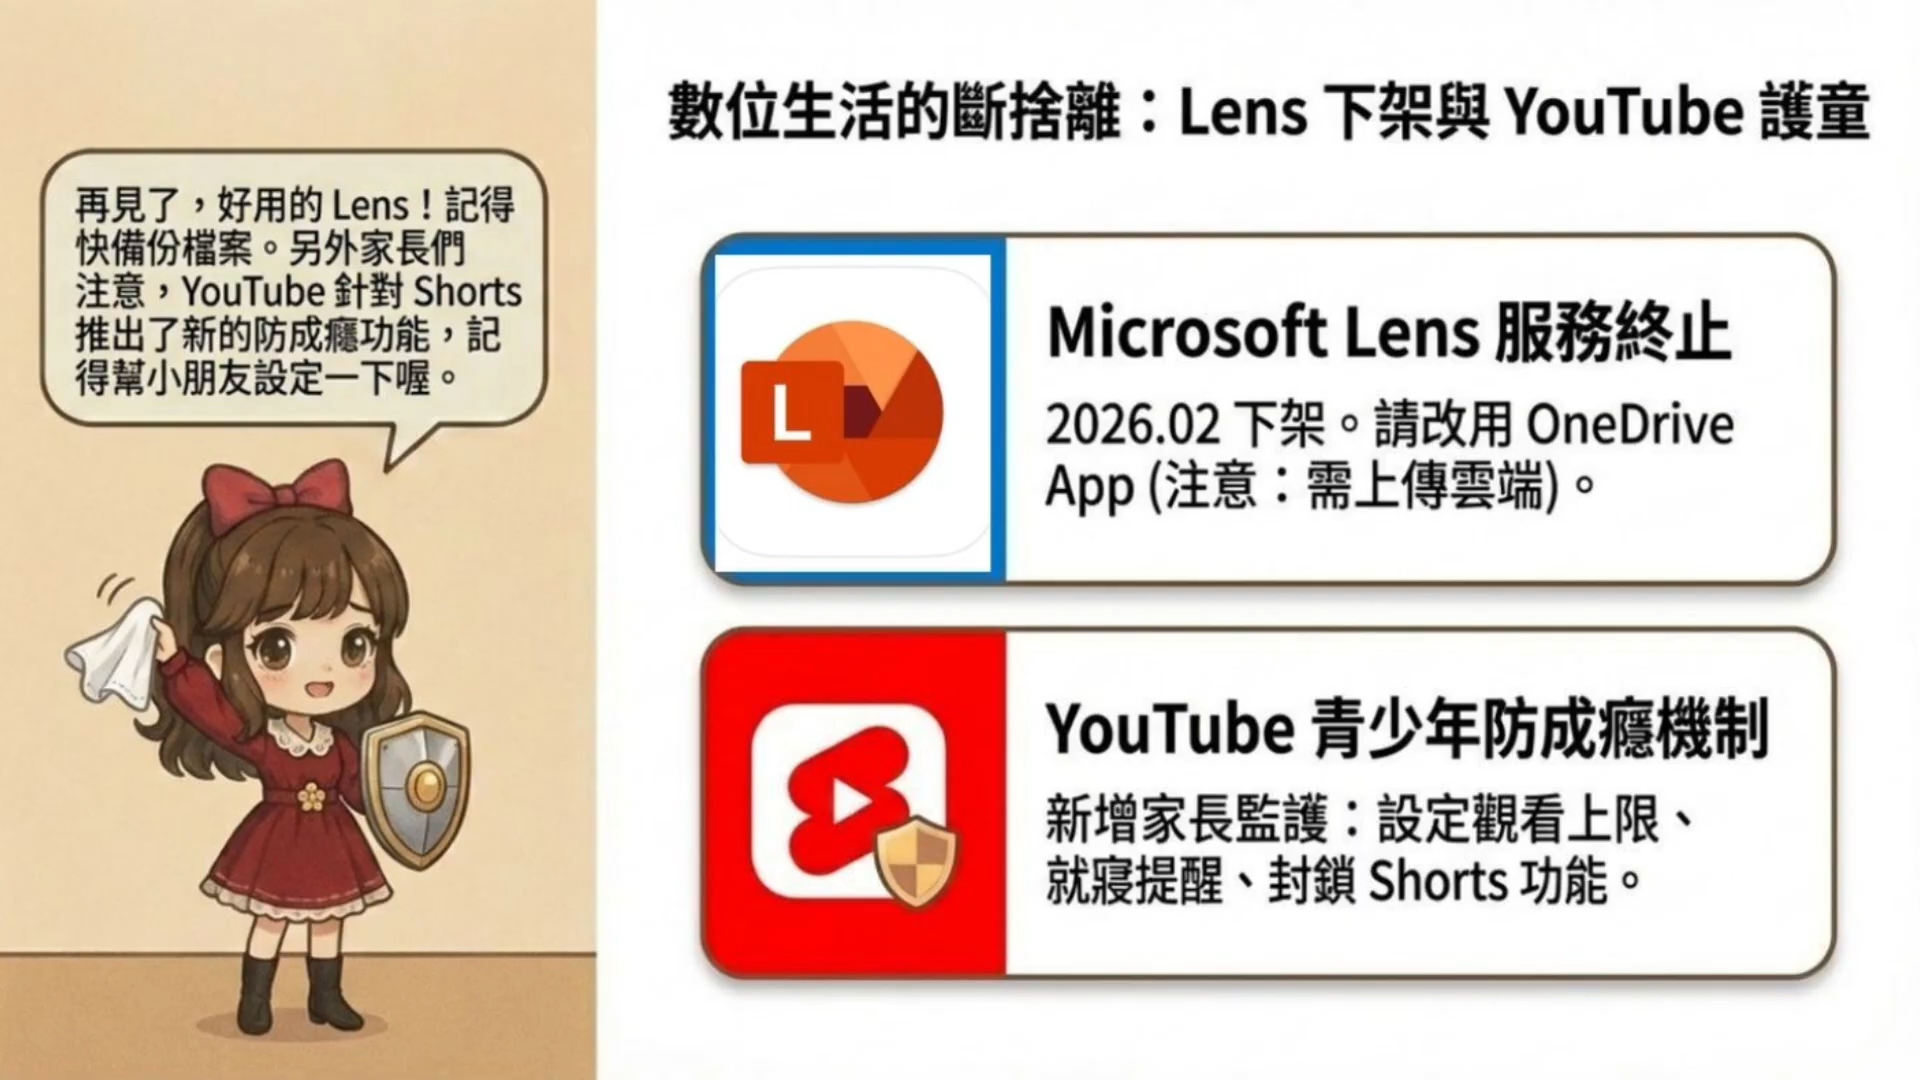 數位生活的斷捨離：Lens 下架與 YouTube 護童
再見了，好用的 Lens！記得
快備份檔案。另外家長們
注意，YouTube 針對 Shorts
推出了新的防成癮功能，記
得幫小朋友設定一下喔。
L
Microsoft Lens 服務終止
2026.02 下架。請改用 OneDrive
App (注意：需上傳雲端)。
YouTube 青少年防成癮機制
新增家長監護：設定觀看上限、
就寢提醒、封鎖 Shorts 功能。